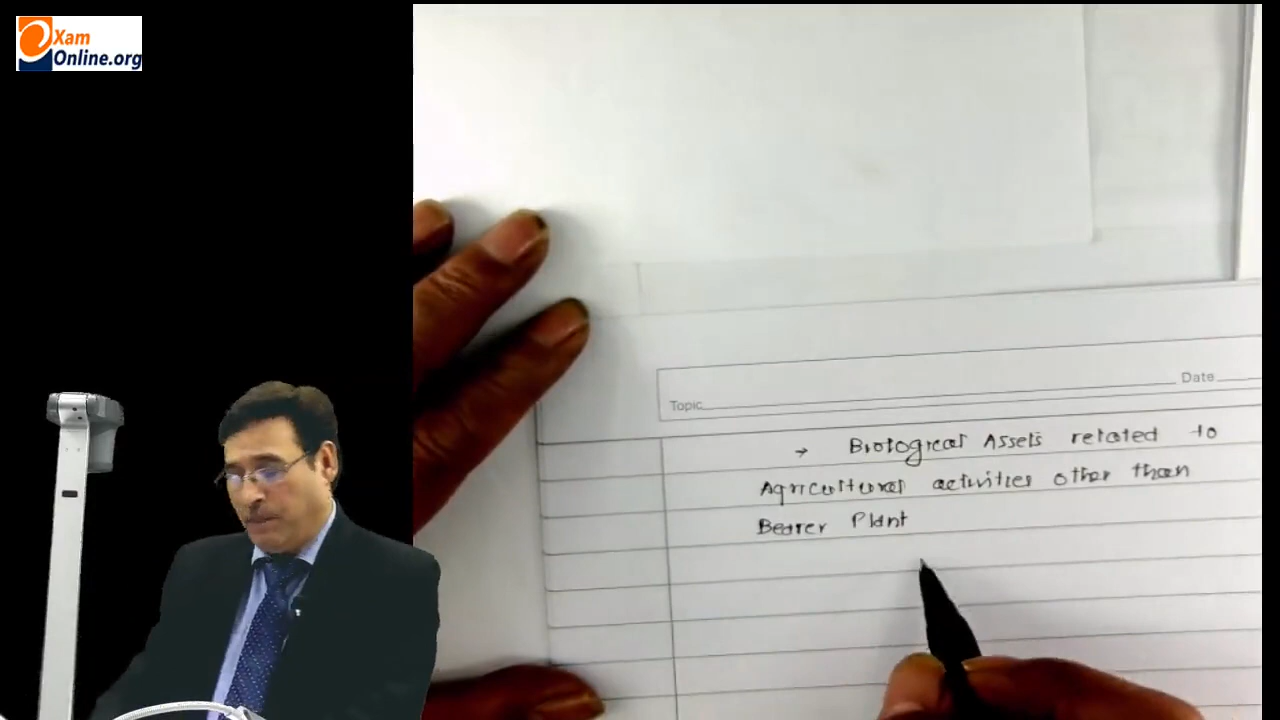 Xam
Online.org
Topic
Date
→ Biological Assets related to
Agricultural activities other than
Bearer Plant